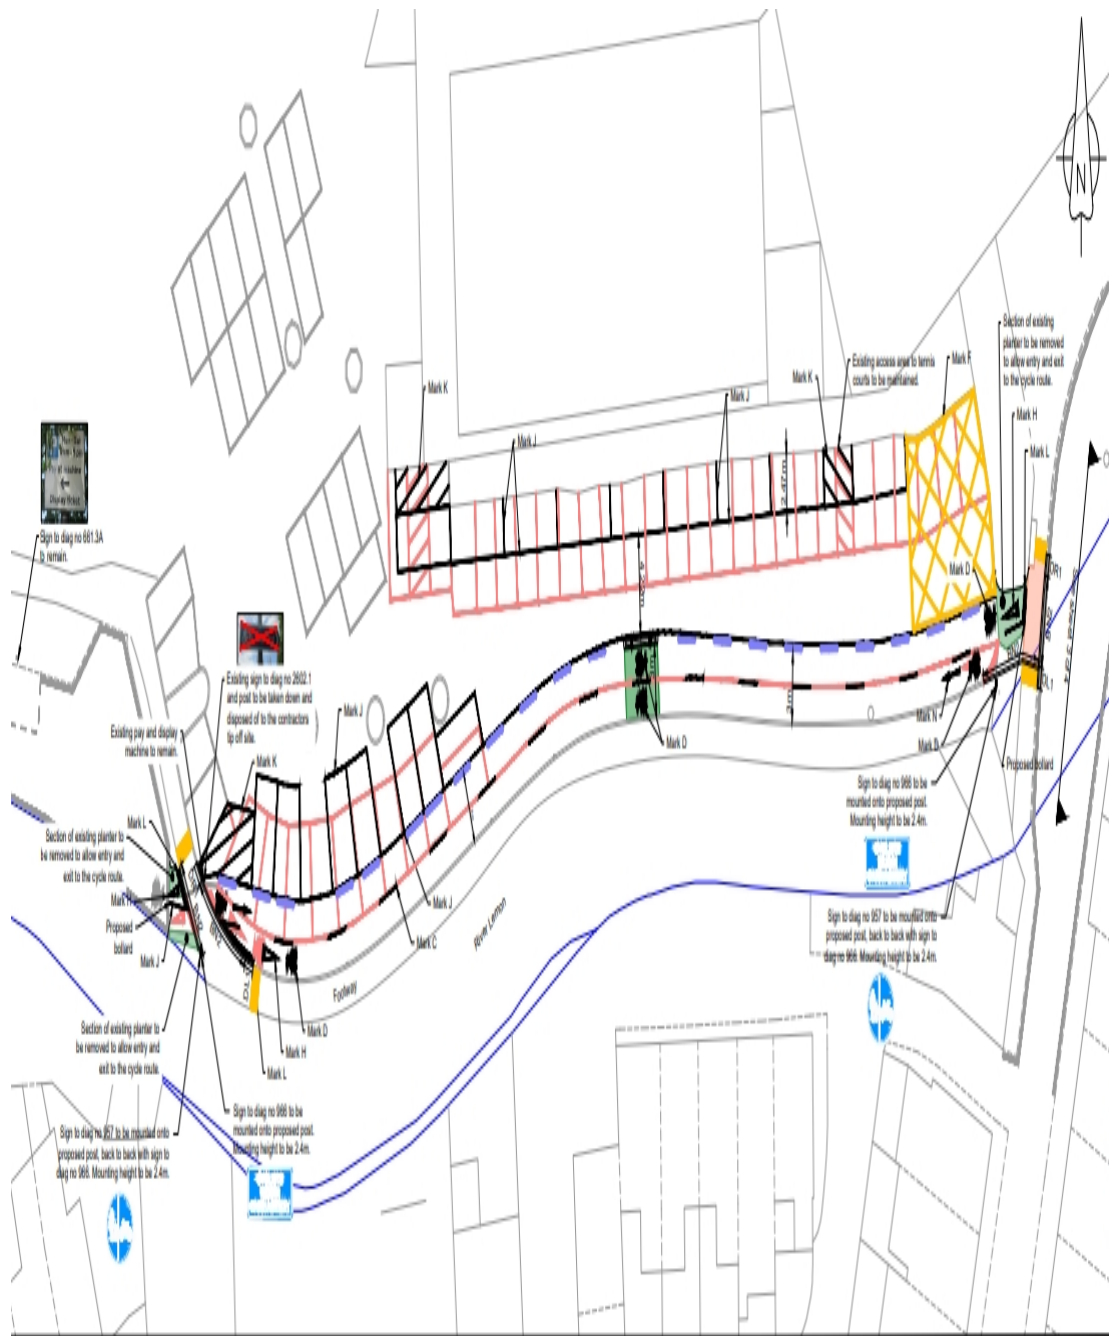 N
Section of existing
planter to be removed
to allow entry and exit
to the cycle route.
Mark H
Mark L
Existing access area to tennis
courts to be maintained.
Mark F
Mark K
Mark J
Mark K
Mark J
2.47m
Mark D
Sign to diag no 661.3A
to remain.
Existing sign to diag no 2602.1
and post to be taken down and
disposed of to the contractors
tip off site.
Mark J
Existing pay and display
machine to remain.
Mark K
Mark L
Section of existing planter to
be removed to allow entry and
exit to the cycle route.
Mark H
Proposed
bollard
Mark J
Mark D
Mark N
Mark D
Proposed bollard
3m
Sign to diag no 966 to be
mounted onto proposed post.
Mounting height to be 2.4m.
Mark J
Mark C
River Lemon
Footway
Sign to diag no 957 to be mounted onto
proposed post, back to back with sign to
diag no 966. Mounting height to be 2.4m.
Mark D
Mark H
Mark L
Section of existing planter to
be removed to allow entry and
exit to the cycle route.
Sign to diag no 966 to be
mounted onto proposed post.
Mounting height to be 2.4m.
Sign to diag no 957 to be mounted onto
proposed post, back to back with sign to
diag no 966. Mounting height to be 2.4m.